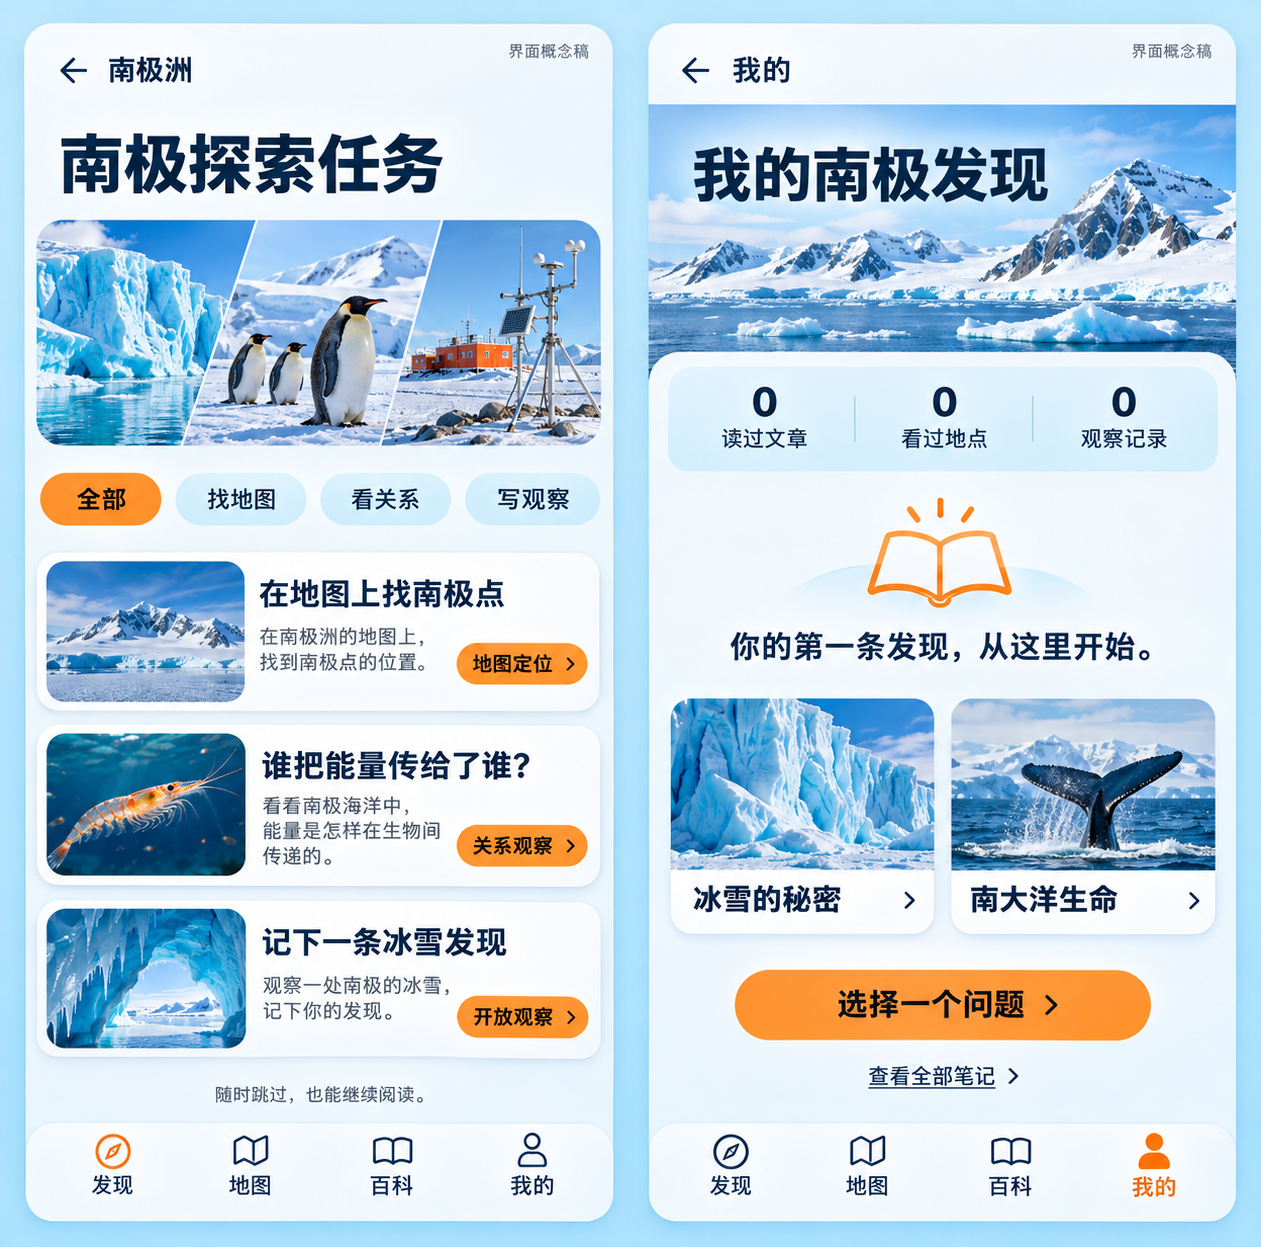 界面概念稿
南极洲
南极探索任务
全部
找地图
看关系
写观察
在地图上找南极点
在南极洲的地图上，
找到南极点的位置。
地图定位
谁把能量传给了谁？
看看南极海洋中，
能量是怎样在生物间
传递的。
关系观察
记下一条冰雪发现
观察一处南极的冰雪，
记下你的发现。
开放观察
随时跳过，也能继续阅读。
发现
地图
百科
我的
界面概念稿
我的
我的南极发现
0
读过文章
0
看过地点
0
观察记录
你的第一条发现，从这里开始。
冰雪的秘密
南大洋生命
选择一个问题
查看全部笔记
发现
地图
百科
我的